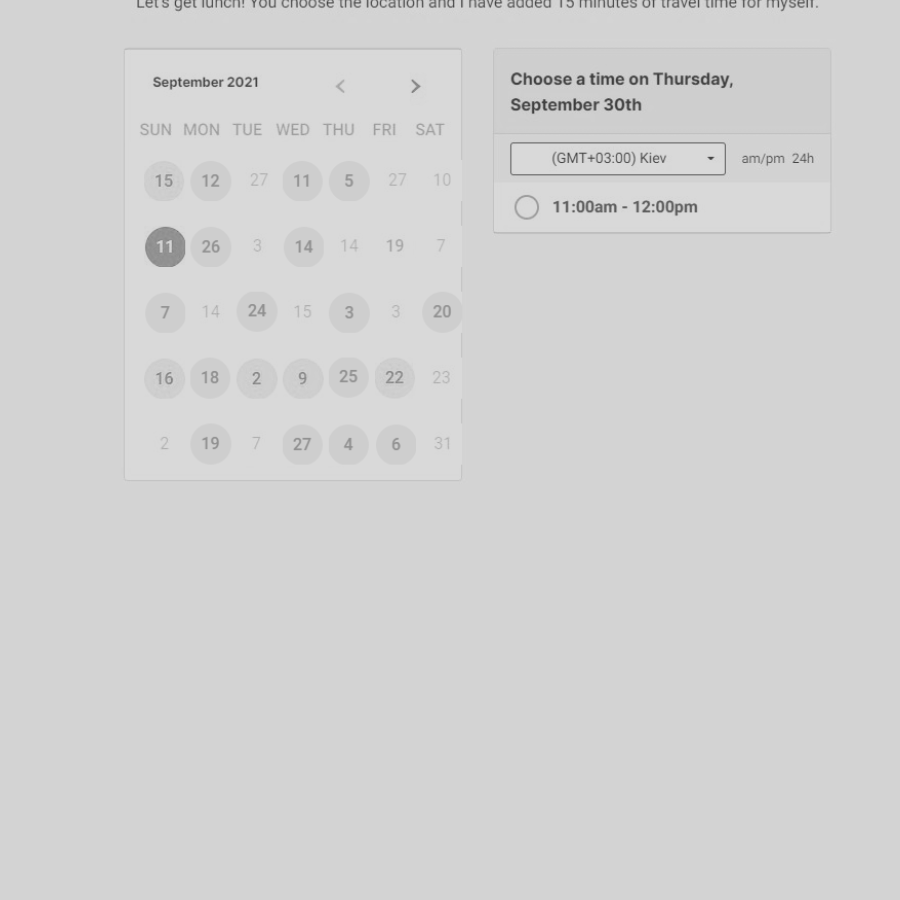 Let's get lunch! You choose the location and I have added 15 minutes of travel time for myself.
September 2021
SUN MON TUE WED THU FRI SAT
15 12 27 11 5 27 10
11 26 3 14 14 19 7
7 14 24 15 3 3 20
16 18 2 9 25 22 23
2 19 7 27 4 6 31
Choose a time on Thursday,
September 30th
(GMT+03:00) Kiev am/pm 24h
11:00am - 12:00pm